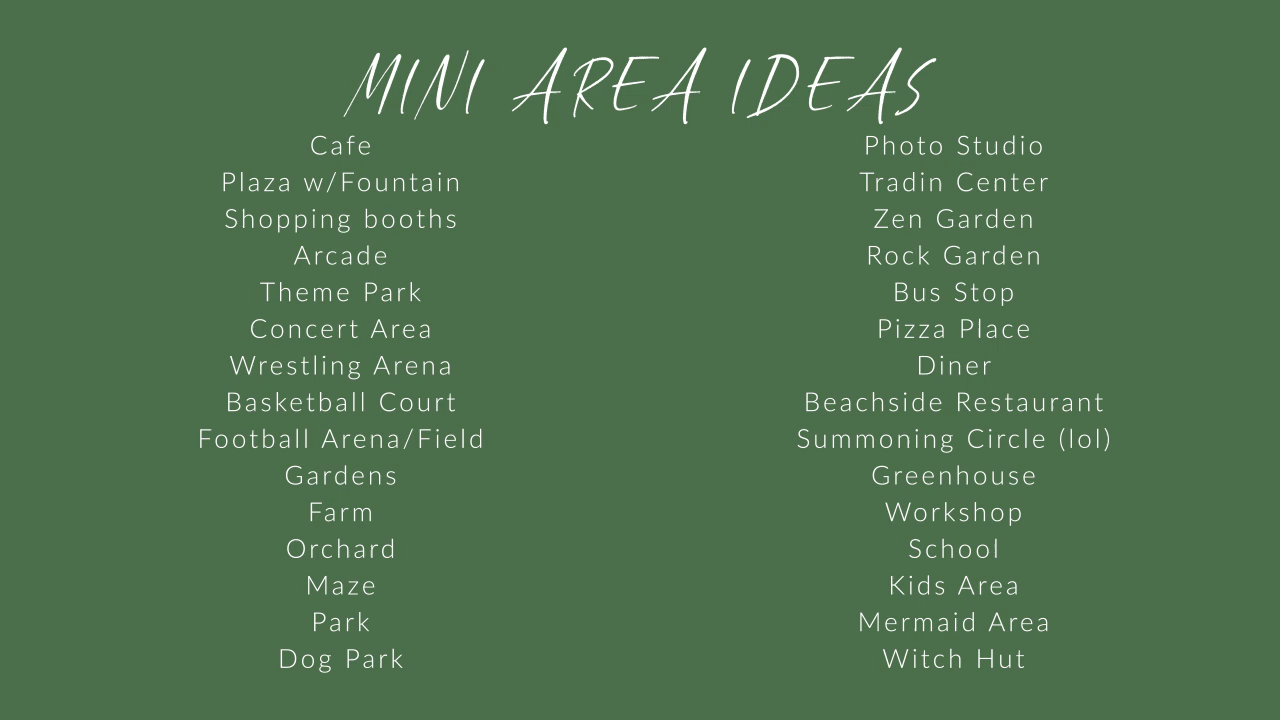 MINI AREA IDEAS
Cafe
Plaza w/Fountain
Shopping booths
Arcade
Theme Park
Concert Area
Wrestling Arena
Basketball Court
Football Arena/Field
Gardens
Farm
Orchard
Maze
Park
Dog Park
Photo Studio
Tradin Center
Zen Garden
Rock Garden
Bus Stop
Pizza Place
Diner
Beachside Restaurant
Summoning Circle (lol)
Greenhouse
Workshop
School
Kids Area
Mermaid Area
Witch Hut